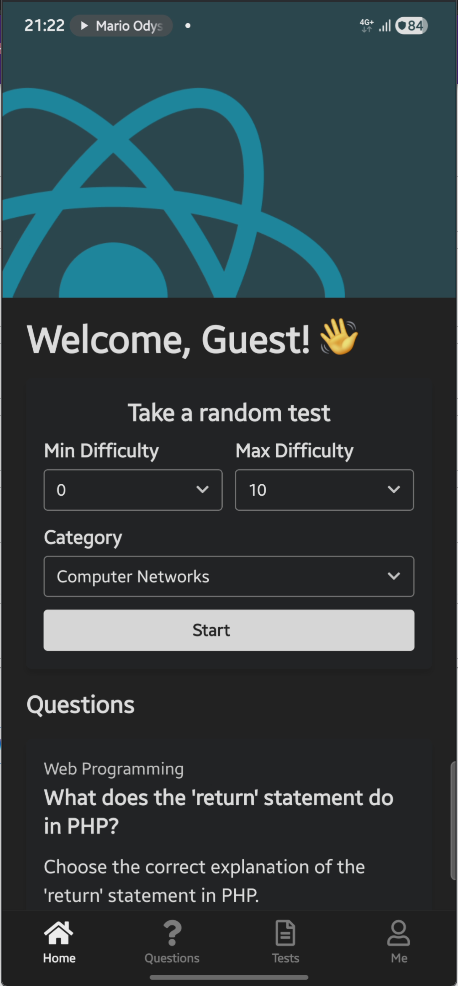 21:22 Mario Odys 4G+ 84
Welcome, Guest! 👋
Take a random test
Min Difficulty Max Difficulty
0 10
Category
Computer Networks
Start
Questions
Web Programming
What does the 'return' statement do
in PHP?
Choose the correct explanation of the
'return' statement in PHP.
Home Questions Tests Me